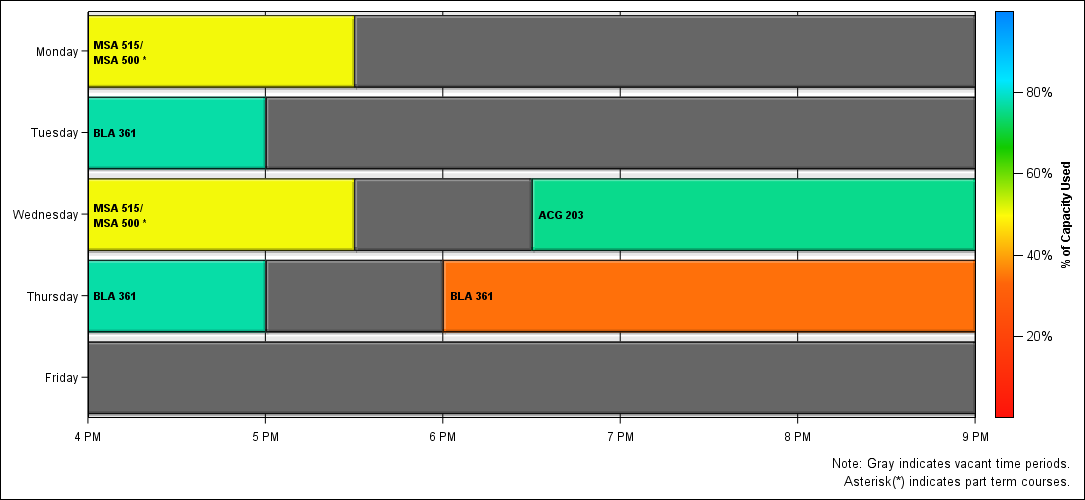 Monday
MSA 515/
MSA 500 *
Tuesday
BLA 361
Wednesday
MSA 515/
MSA 500 *
ACG 203
Thursday
BLA 361
BLA 361
Friday
4 PM
5 PM
6 PM
7 PM
8 PM
9 PM
80%
60%
40%
20%
% of Capacity Used
Note: Gray indicates vacant time periods.
Asterisk(*) indicates part term courses.